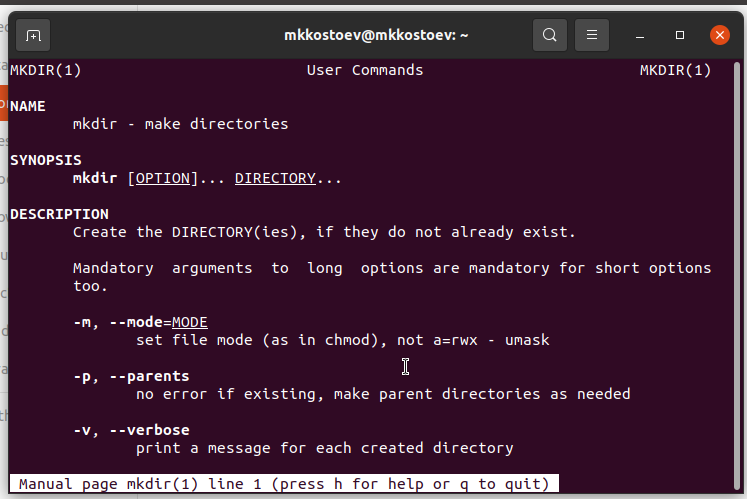 mkkostoev@mkkostoev: ~
MKDIR(1) User Commands MKDIR(1)
NAME
mkdir - make directories
SYNOPSIS
mkdir [OPTION]... DIRECTORY...
DESCRIPTION
Create the DIRECTORY(ies), if they do not already exist.
Mandatory arguments to long options are mandatory for short options
too.
-m, --mode=MODE
set file mode (as in chmod), not a=rwx - umask
-p, --parents
no error if existing, make parent directories as needed
-v, --verbose
print a message for each created directory
Manual page mkdir(1) line 1 (press h for help or q to quit)